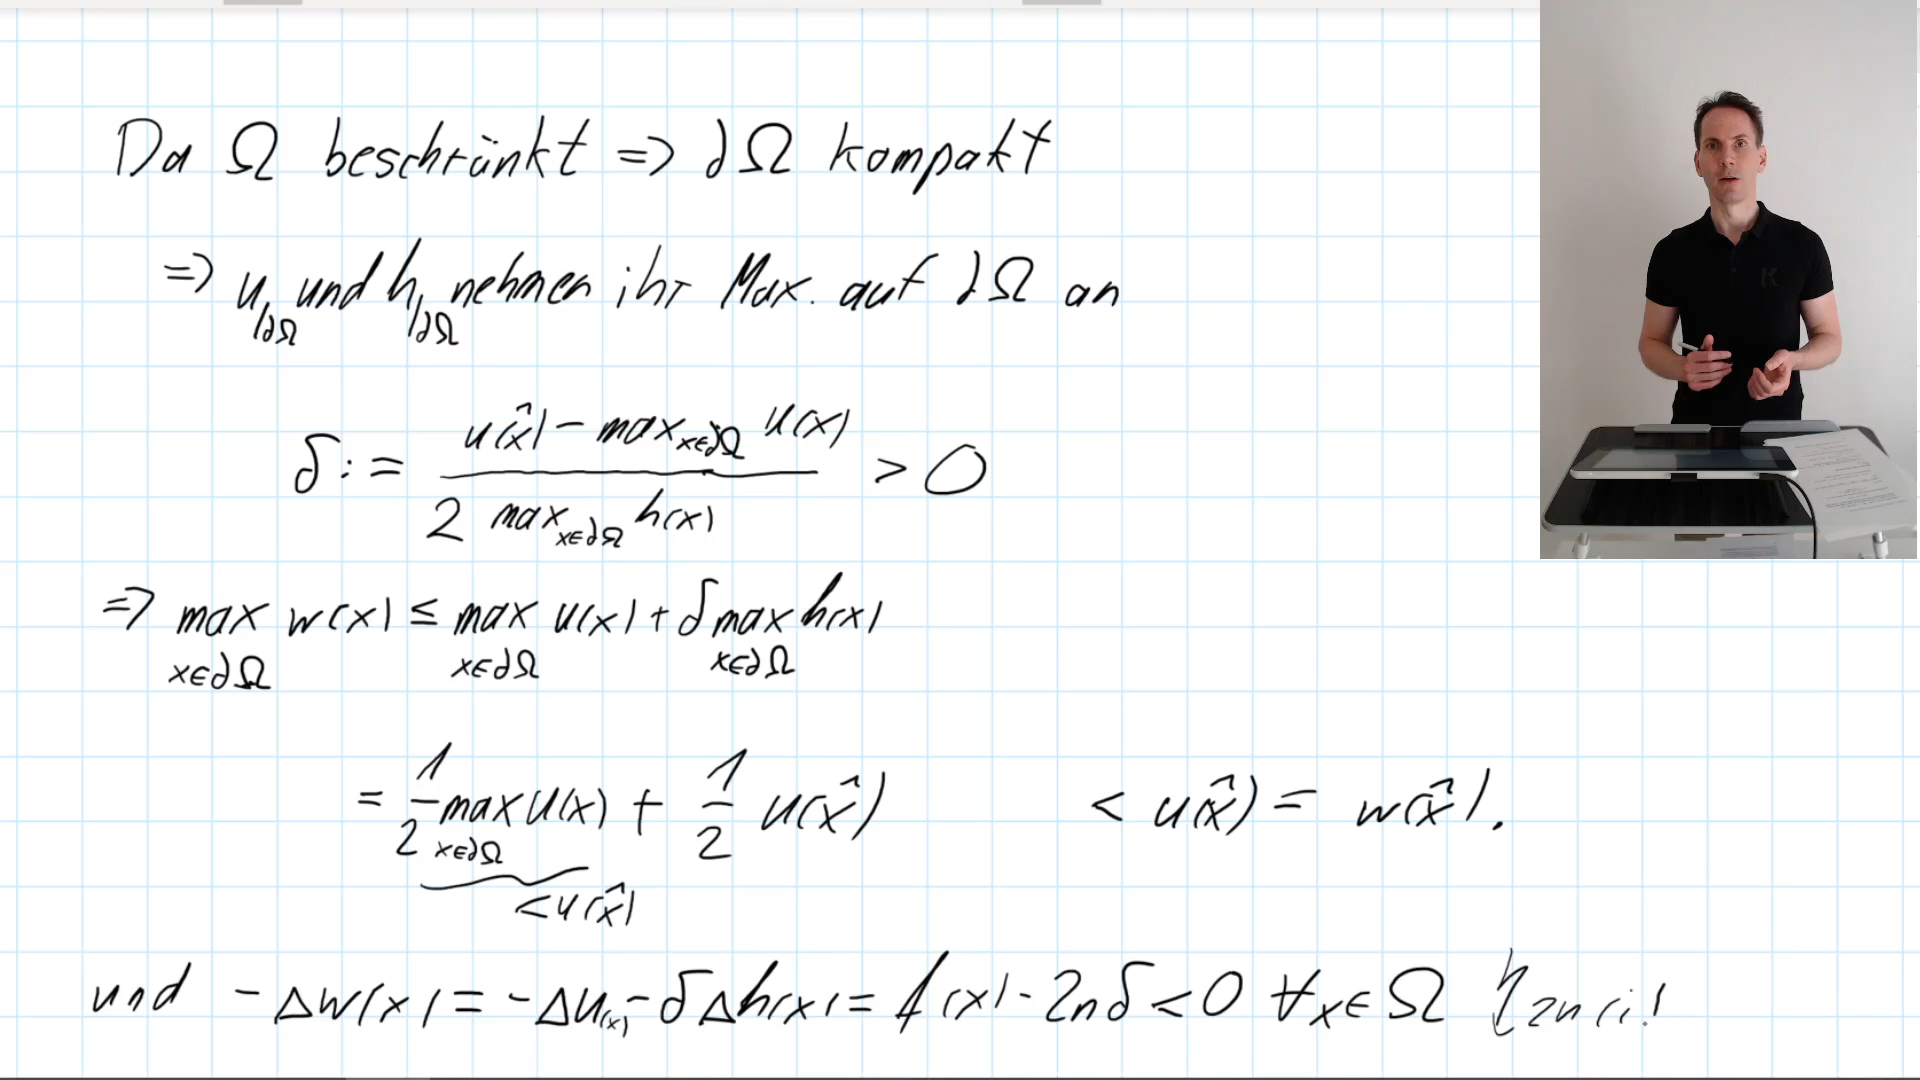 Da Ω beschränkt => ∂Ω kompakt
=> u|∂Ω und h|∂Ω nehmen ihr Max. auf ∂Ω an
δ := (u(x̂) - max_{x∈∂Ω} u(x)) / (2 max_{x∈∂Ω} h(x)) > 0
=> max_{x∈∂Ω} w(x) ≤ max_{x∈∂Ω} u(x) + δ max_{x∈∂Ω} h(x)
= 1/2 max_{x∈∂Ω} u(x) + 1/2 u(x̂) < u(x̂) = w(x̂).
< u(x̂)
und -Δw(x) = -Δu(x) - δΔh(x) = f(x) - 2nδ < 0 ∀x∈Ω ↯ zu i)!